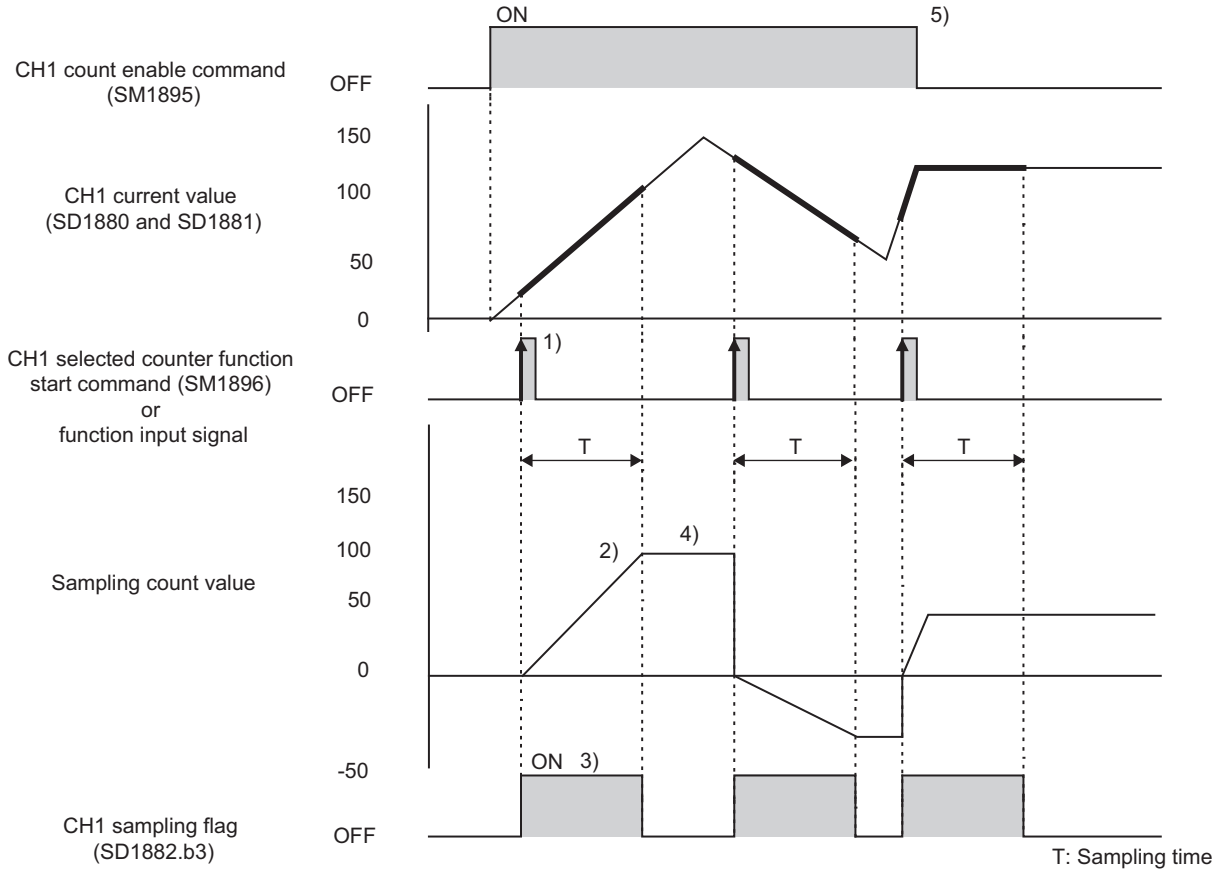 ON
5)
CH1 count enable command
(SM1895)
OFF
150
CH1 current value
(SD1880 and SD1881)
100
50
0
CH1 selected counter function
start command (SM1896)
or
function input signal
1)
OFF
T
T
T
150
100
2)
4)
Sampling count value
50
0
-50
ON 3)
CH1 sampling flag
(SD1882.b3)
OFF
T: Sampling time